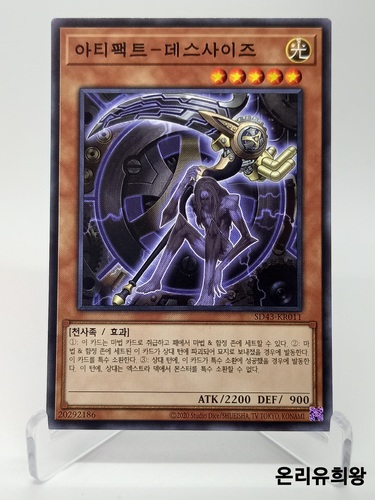 아티팩트-데스사이즈
光
SD43-KR011
[천사족 / 효과]
①: 이 카드는 마법 카드로 취급하고 패에서 마법 & 함정 존에 세트할 수 있다. ②: 마
법 & 함정 존에 세트된 이 카드가 상대 턴에 파괴되어 묘지로 보내졌을 경우에 발동한다.
이 카드를 특수 소환한다. ③: 상대 턴에, 이 카드가 특수 소환에 성공했을 경우에 발동한
다. 이 턴에, 상대는 엑스트라 덱에서 몬스터를 특수 소환할 수 없다.
ATK/2200 DEF/ 900
20292186
©2020 Studio Dice/SHUEISHA, TV TOKYO, KONAMI
온리유희왕